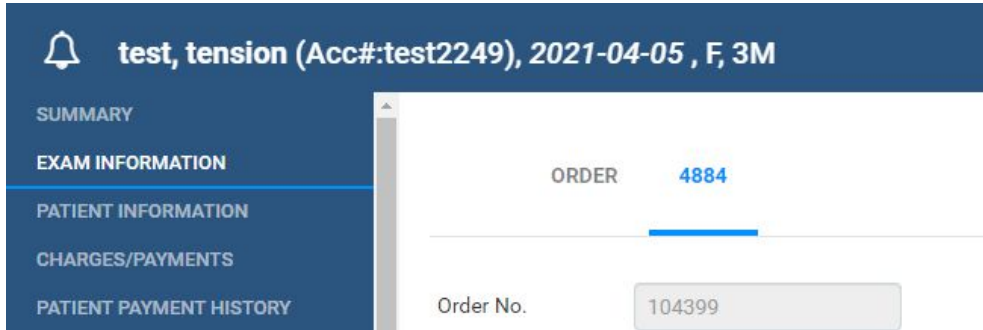 test, tension (Acc#:test2249), 2021-04-05 , F, 3M
SUMMARY
EXAM INFORMATION
PATIENT INFORMATION
CHARGES/PAYMENTS
PATIENT PAYMENT HISTORY
ORDER 4884
Order No. 104399